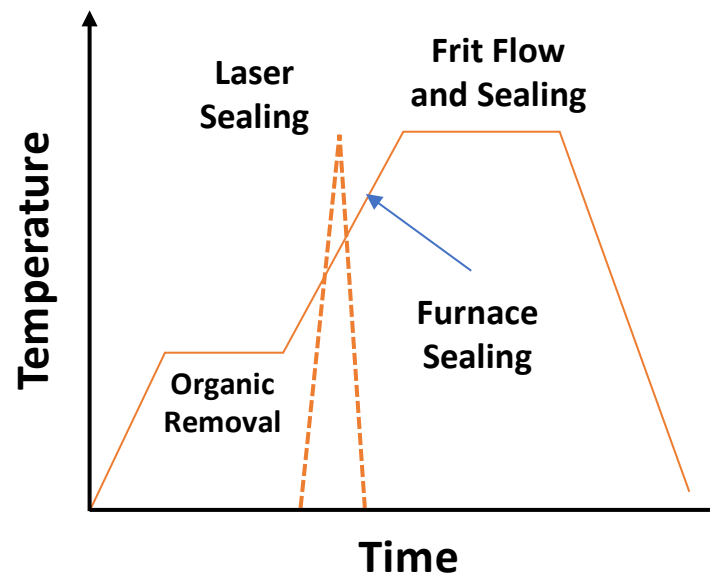 Frit Flow
and Sealing
Laser
Sealing
Temperature
Furnace
Sealing
Organic
Removal
Time